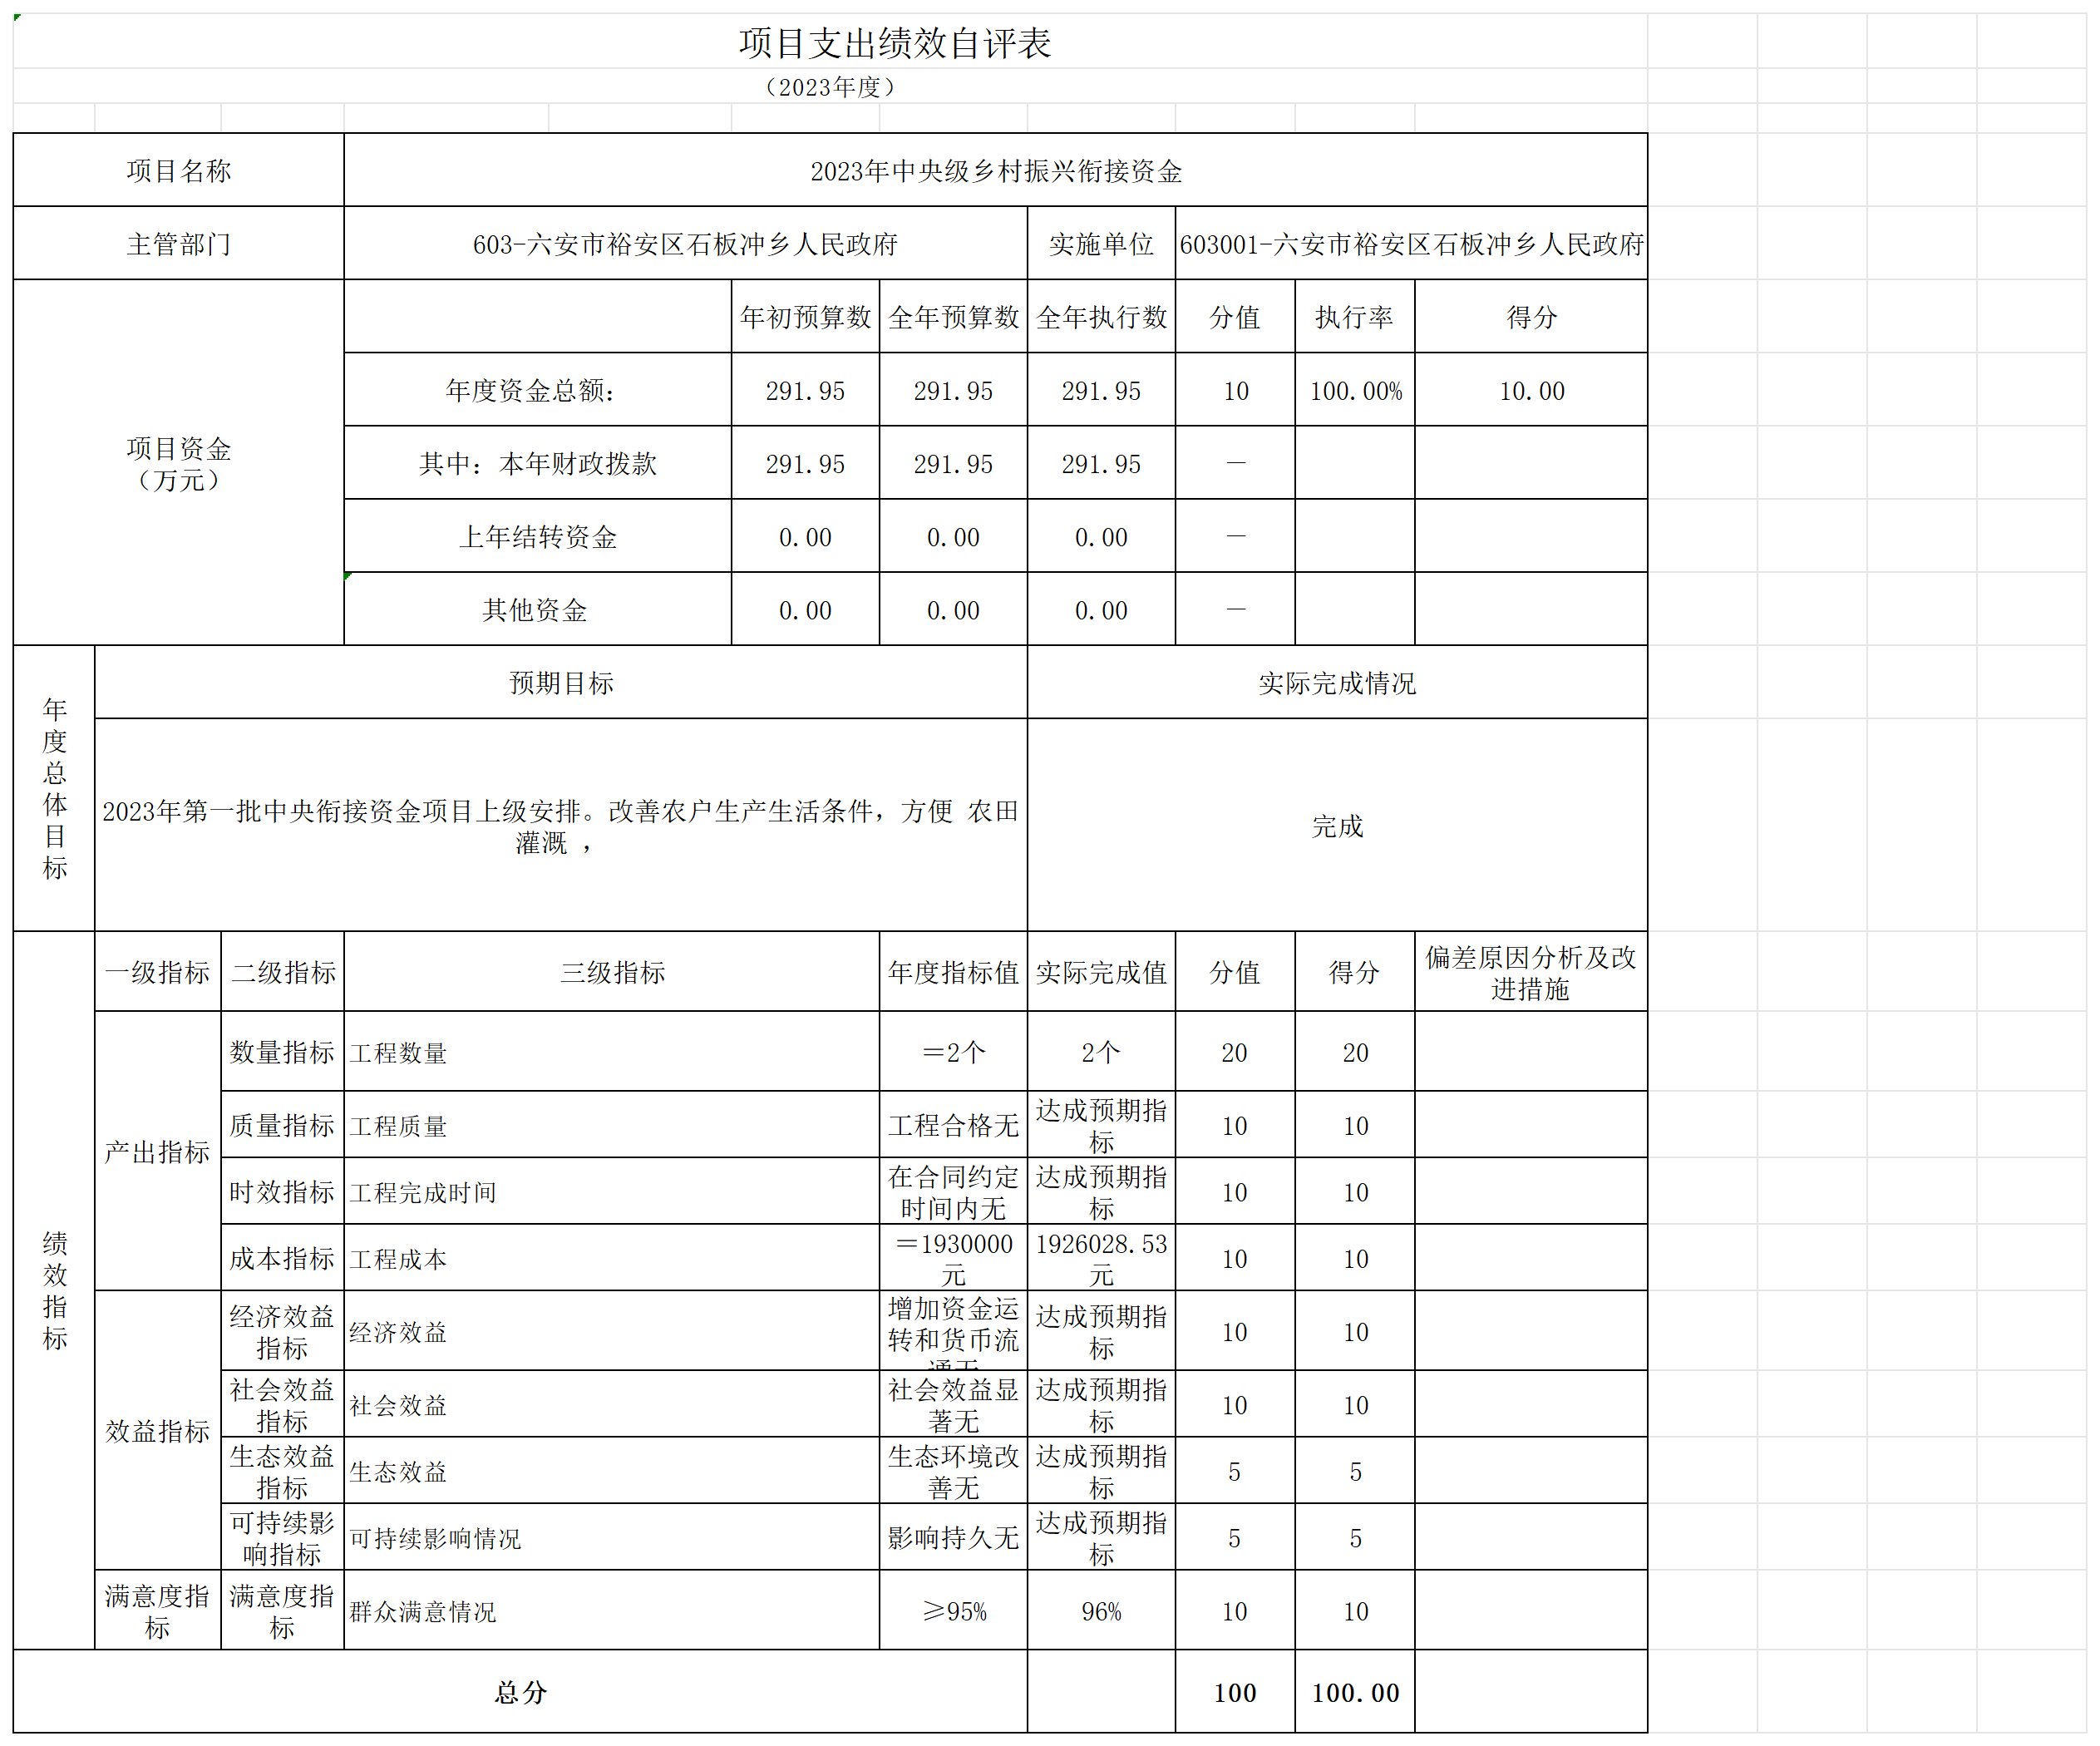 项目支出绩效自评表
（2023年度）
项目名称 2023年中央级乡村振兴衔接资金
主管部门 603-六安市裕安区石板冲乡人民政府 实施单位 603001-六安市裕安区石板冲乡人民政府
项目资金
（万元）
年初预算数 全年预算数 全年执行数 分值 执行率 得分
年度资金总额： 291.95 291.95 291.95 10 100.00% 10.00
其中：本年财政拨款 291.95 291.95 291.95 －
上年结转资金 0.00 0.00 0.00 －
其他资金 0.00 0.00 0.00 －
年度总体目标
预期目标 实际完成情况
2023年第一批中央衔接资金项目上级安排。改善农户生产生活条件，方便 农田
灌溉 ，
完成
绩效指标
一级指标 二级指标 三级指标 年度指标值 实际完成值 分值 得分 偏差原因分析及改
进措施
产出指标
数量指标 工程数量 ＝2个 2个 20 20
质量指标 工程质量 工程合格无 达成预期指
标 10 10
时效指标 工程完成时间 在合同约定
时间内无 达成预期指
标 10 10
成本指标 工程成本 ＝1930000
元 1926028.53
元 10 10
效益指标
经济效益
指标 经济效益 增加资金运
转和货币流
通无 达成预期指
标 10 10
社会效益
指标 社会效益 社会效益显
著无 达成预期指
标 10 10
生态效益
指标 生态效益 生态环境改
善无 达成预期指
标 5 5
可持续影
响指标 可持续影响情况 影响持久无 达成预期指
标 5 5
满意度指
标 满意度指
标 群众满意情况 ≥95% 96% 10 10
总分 100 100.00